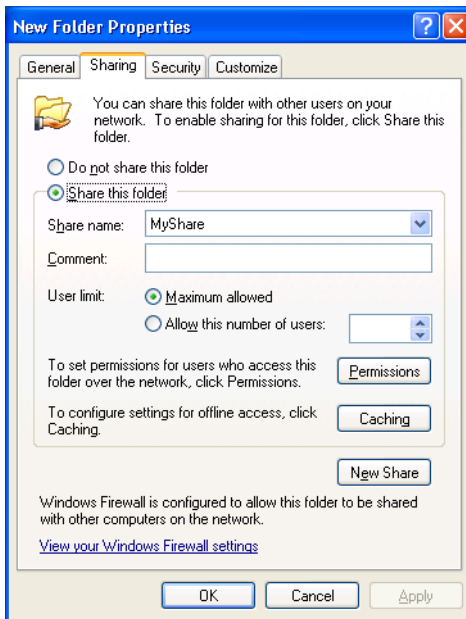 New Folder Properties
General Sharing Security Customize
You can share this folder with other users on your
network. To enable sharing for this folder, click Share this
folder.
Do not share this folder
Share this folder
Share name: MyShare
Comment:
User limit: Maximum allowed
Allow this number of users:
To set permissions for users who access this
folder over the network, click Permissions.
Permissions
To configure settings for offline access, click
Caching.
Caching
New Share
Windows Firewall is configured to allow this folder to be shared
with other computers on the network.
View your Windows Firewall settings
OK Cancel Apply